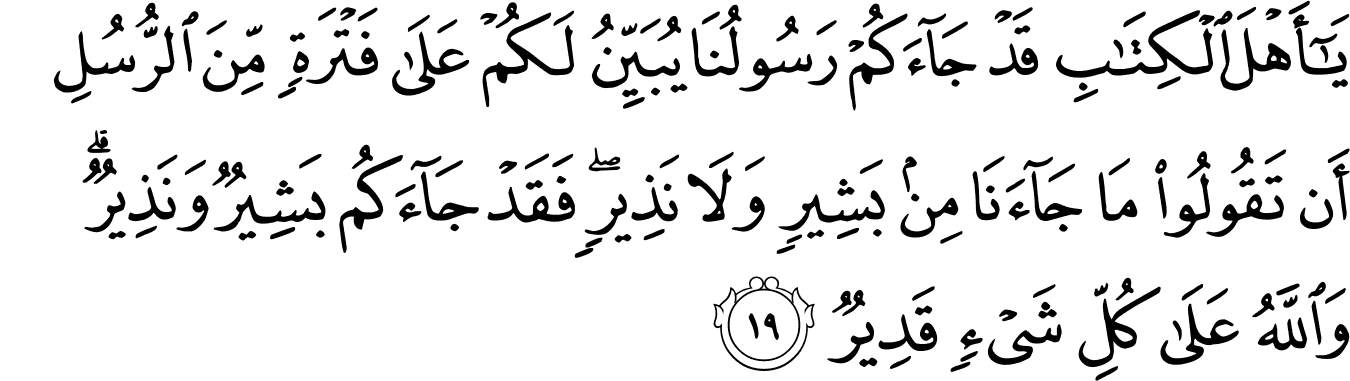 يَـٰٓأَهْلَ ٱلْكِتَـٰبِ قَدْ جَآءَكُمْ رَسُولُنَا يُبَيِّنُ لَكُمْ عَلَىٰ فَتْرَةٍ مِّنَ ٱلرُّسُلِ
أَن تَقُولُوا۟ مَا جَآءَنَا مِنۢ بَشِيرٍ وَلَا نَذِيرٍ ۖ فَقَدْ جَآءَكُم بَشِيرٌ وَنَذِيرٌ ۗ
وَٱللَّهُ عَلَىٰ كُلِّ شَىْءٍ قَدِيرٌ ١٩